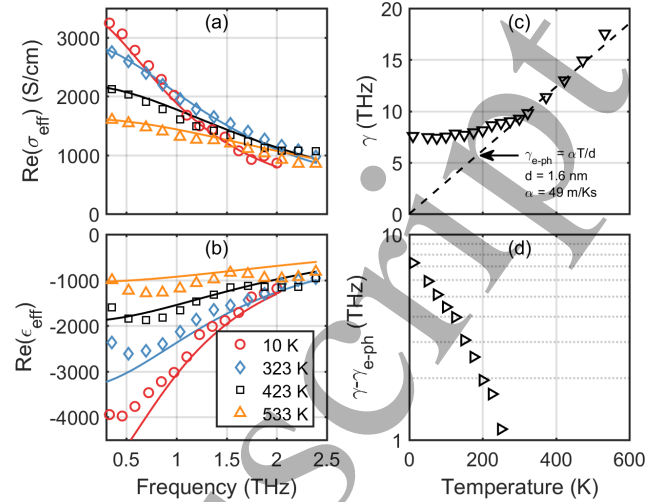 (a)
Re(σeff) (S/cm)
3000
2000
1000
0
(b)
Re(ϵeff)
0
-1000
-2000
-3000
-4000
10 K
323 K
423 K
533 K
0.5
1
1.5
2
2.5
Frequency (THz)
(c)
γ (THz)
20
15
10
5
0
γe-ph = αT/d
d = 1.6 nm
α = 49 m/Ks
(d)
γ-γe-ph (THz)
10
1
0
200
400
600
Temperature (K)
script